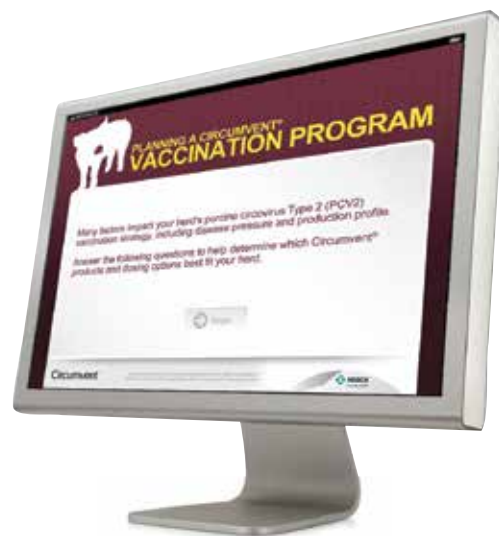 PLANNING A CIRCUMVENT®
VACCINATION PROGRAM
Many factors impact your herd's porcine circovirus Type 2 (PCV2)
vaccination strategy, including disease pressure and production profile.
Answer the following questions to help determine which Circumvent®
products and dosing options best fit your herd.
Circumvent
MERCK